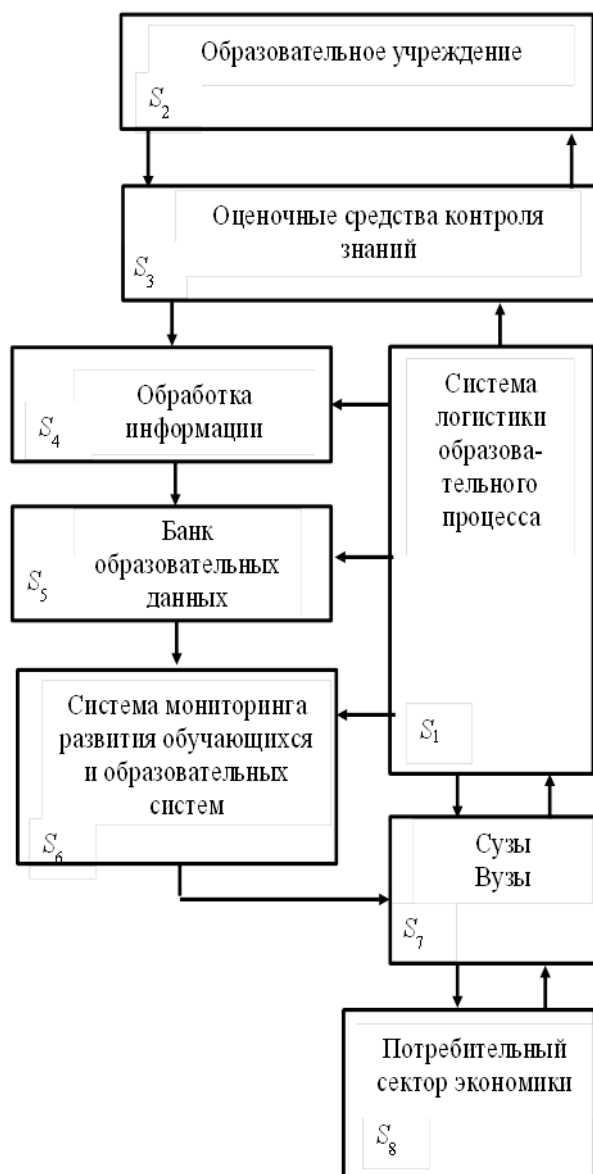 Образовательное учреждение
S₂
Оценочные средства контроля
знаний
S₃
Обработка
информации
S₄
Система
логистики
образова-
тельного
процесса
S₁
Банк
образовательных
данных
S₅
Система мониторинга
развития обучающихся
и образовательных
систем
S₆
Сузы
Вузы
S₇
Потребительный
сектор экономики
S₈